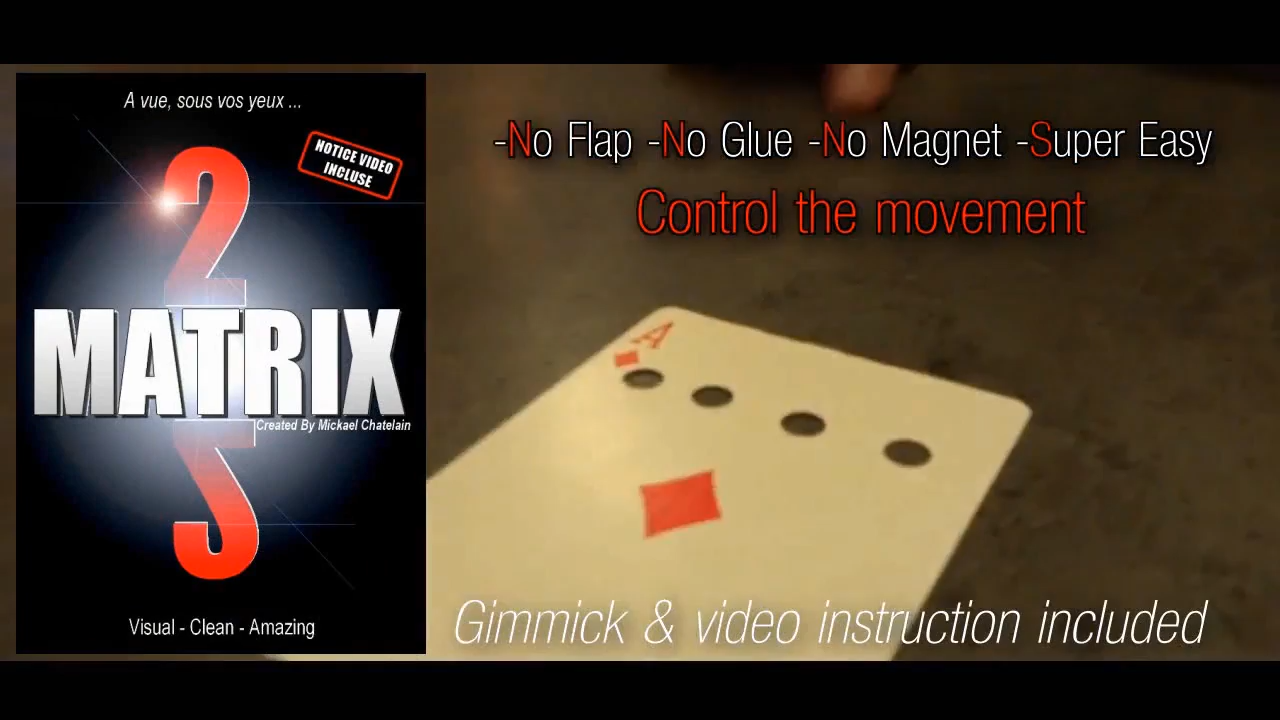 A vue, sous vos yeux ...
NOTICE VIDEO
INCLUSE
2
MATRIX
Created By Mickael Chatelain
2
Visual - Clean - Amazing
-No Flap -No Glue -No Magnet -Super Easy
Control the movement
A
Gimmick & video instruction included